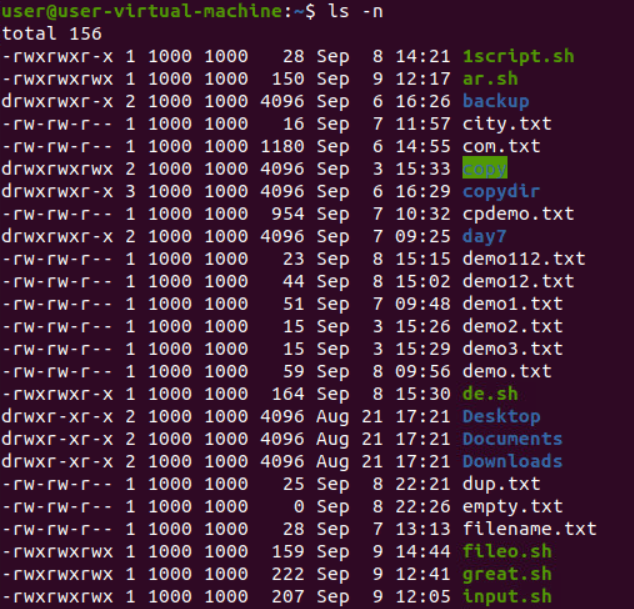 user@user-virtual-machine:~$ ls -n
total 156
-rwxrwxr-x 1 1000 1000   28 Sep  8 14:21 1script.sh
-rwxrwxrwx 1 1000 1000  150 Sep  9 12:17 ar.sh
drwxrwxr-x 2 1000 1000 4096 Sep  6 16:26 backup
-rw-rw-r-- 1 1000 1000   16 Sep  7 11:57 city.txt
-rw-rw-r-- 1 1000 1000 1180 Sep  6 14:55 com.txt
drwxrwxrwx 2 1000 1000 4096 Sep  3 15:33 copy
drwxrwxr-x 3 1000 1000 4096 Sep  6 16:29 copydir
-rw-rw-r-- 1 1000 1000  954 Sep  7 10:32 cpdemo.txt
drwxrwxr-x 2 1000 1000 4096 Sep  7 09:25 day7
-rw-rw-r-- 1 1000 1000   23 Sep  8 15:15 demo112.txt
-rw-rw-r-- 1 1000 1000   44 Sep  8 15:02 demo12.txt
-rw-rw-r-- 1 1000 1000   51 Sep  7 09:48 demo1.txt
-rw-rw-r-- 1 1000 1000   15 Sep  3 15:26 demo2.txt
-rw-rw-r-- 1 1000 1000   15 Sep  3 15:29 demo3.txt
-rw-rw-r-- 1 1000 1000   59 Sep  8 09:56 demo.txt
-rwxrwxr-x 1 1000 1000  164 Sep  8 15:30 de.sh
drwxr-xr-x 2 1000 1000 4096 Aug 21 17:21 Desktop
drwxr-xr-x 2 1000 1000 4096 Aug 21 17:21 Documents
drwxr-xr-x 2 1000 1000 4096 Aug 21 17:21 Downloads
-rw-rw-r-- 1 1000 1000   25 Sep  8 22:21 dup.txt
-rw-rw-r-- 1 1000 1000    0 Sep  8 22:26 empty.txt
-rw-rw-r-- 1 1000 1000   28 Sep  7 13:13 filename.txt
-rwxrwxrwx 1 1000 1000  159 Sep  9 14:44 fileo.sh
-rwxrwxrwx 1 1000 1000  222 Sep  9 12:41 great.sh
-rwxrwxrwx 1 1000 1000  207 Sep  9 12:05 input.sh